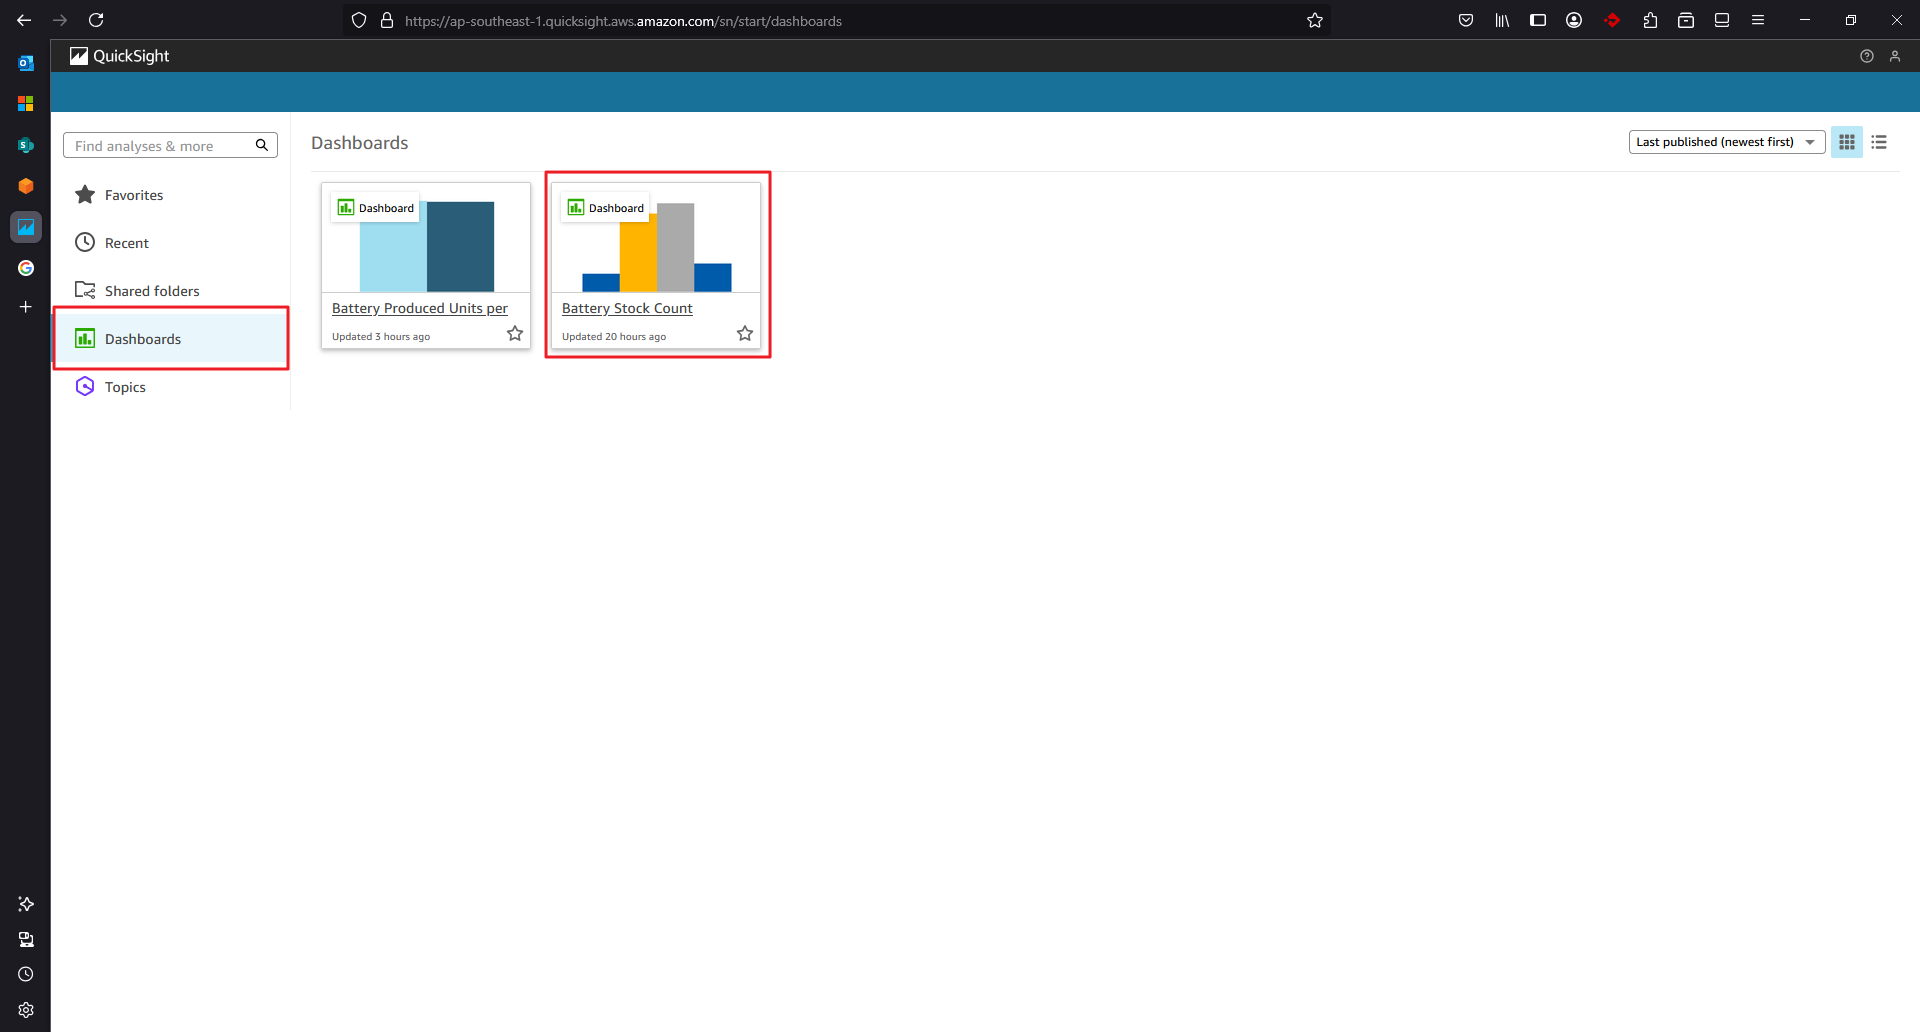 https://ap-southeast-1.quicksight.aws.amazon.com/sn/start/dashboards
QuickSight
Find analyses & more
Favorites
Recent
Shared folders
Dashboards
Topics
Dashboards
Last published (newest first)
Dashboard
Battery Produced Units per
Updated 3 hours ago
Dashboard
Battery Stock Count
Updated 20 hours ago